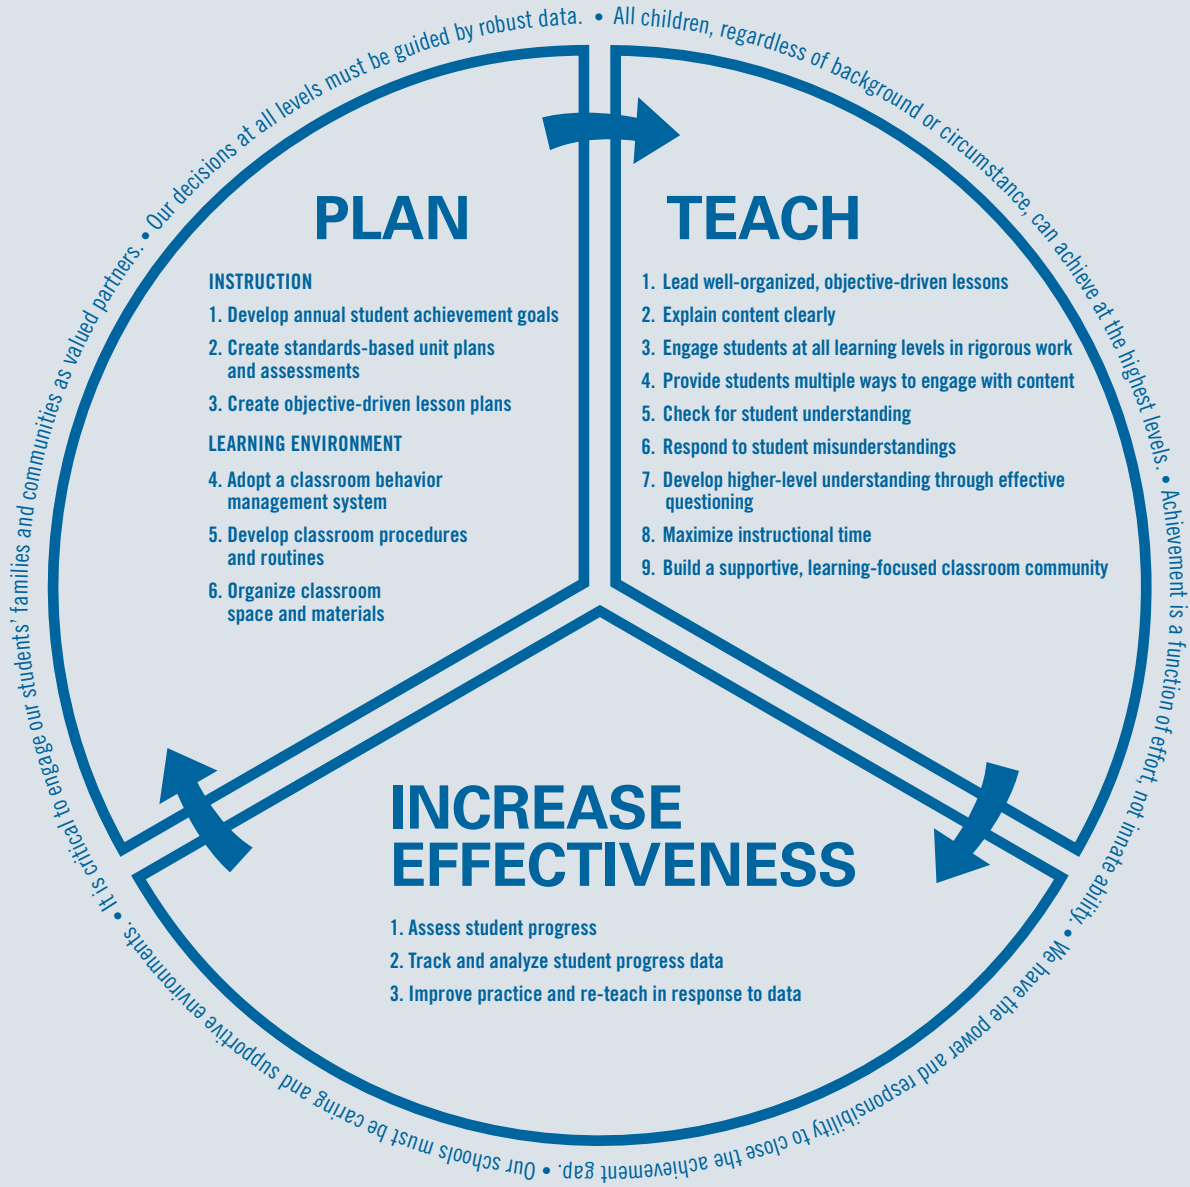 All children, regardless of background or circumstance, can achieve at the highest levels. • Achievement is a function of effort, not innate ability. • We have the power and responsibility to close the achievement gap. • Our schools must be caring and supportive environments. • It is critical to engage our students' families and communities as valued partners. • Our decisions at all levels must be guided by robust data. •
PLAN
INSTRUCTION
1. Develop annual student achievement goals
2. Create standards-based unit plans
and assessments
3. Create objective-driven lesson plans
LEARNING ENVIRONMENT
4. Adopt a classroom behavior
management system
5. Develop classroom procedures
and routines
6. Organize classroom
space and materials
TEACH
1. Lead well-organized, objective-driven lessons
2. Explain content clearly
3. Engage students at all learning levels in rigorous work
4. Provide students multiple ways to engage with content
5. Check for student understanding
6. Respond to student misunderstandings
7. Develop higher-level understanding through effective
questioning
8. Maximize instructional time
9. Build a supportive, learning-focused classroom community
INCREASE
EFFECTIVENESS
1. Assess student progress
2. Track and analyze student progress data
3. Improve practice and re-teach in response to data